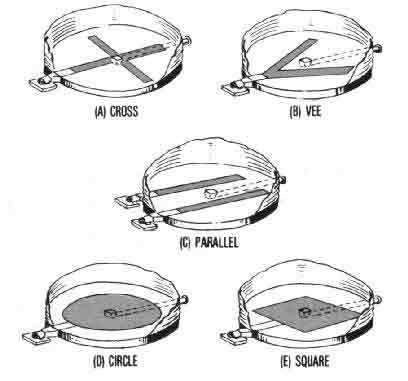 (A) CROSS
(B) VEE
(C) PARALLEL
(D) CIRCLE
(E) SQUARE